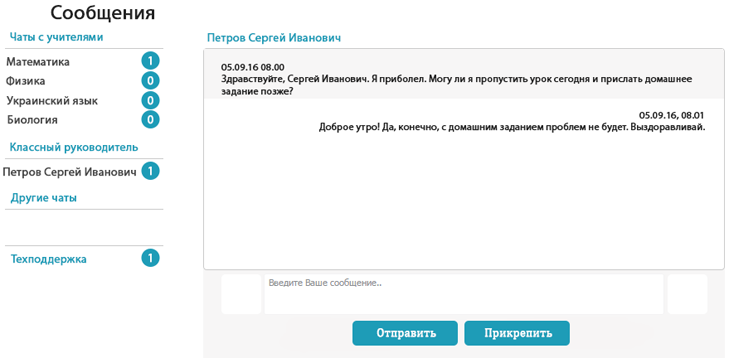 Сообщения
Чаты с учителями
Математика 1
Физика 0
Украинский язык 0
Биология 0
Классный руководитель
Петров Сергей Иванович 1
Другие чаты
Техподдержка 1
Петров Сергей Иванович
05.09.16 08.00
Здравствуйте, Сергей Иванович. Я приболел. Могу ли я пропустить урок сегодня и прислать домашнее
задание позже?
05.09.16, 08.01
Доброе утро! Да, конечно, с домашним заданием проблем не будет. Выздоравливай.
Введите Ваше сообщение..
Отправить Прикрепить